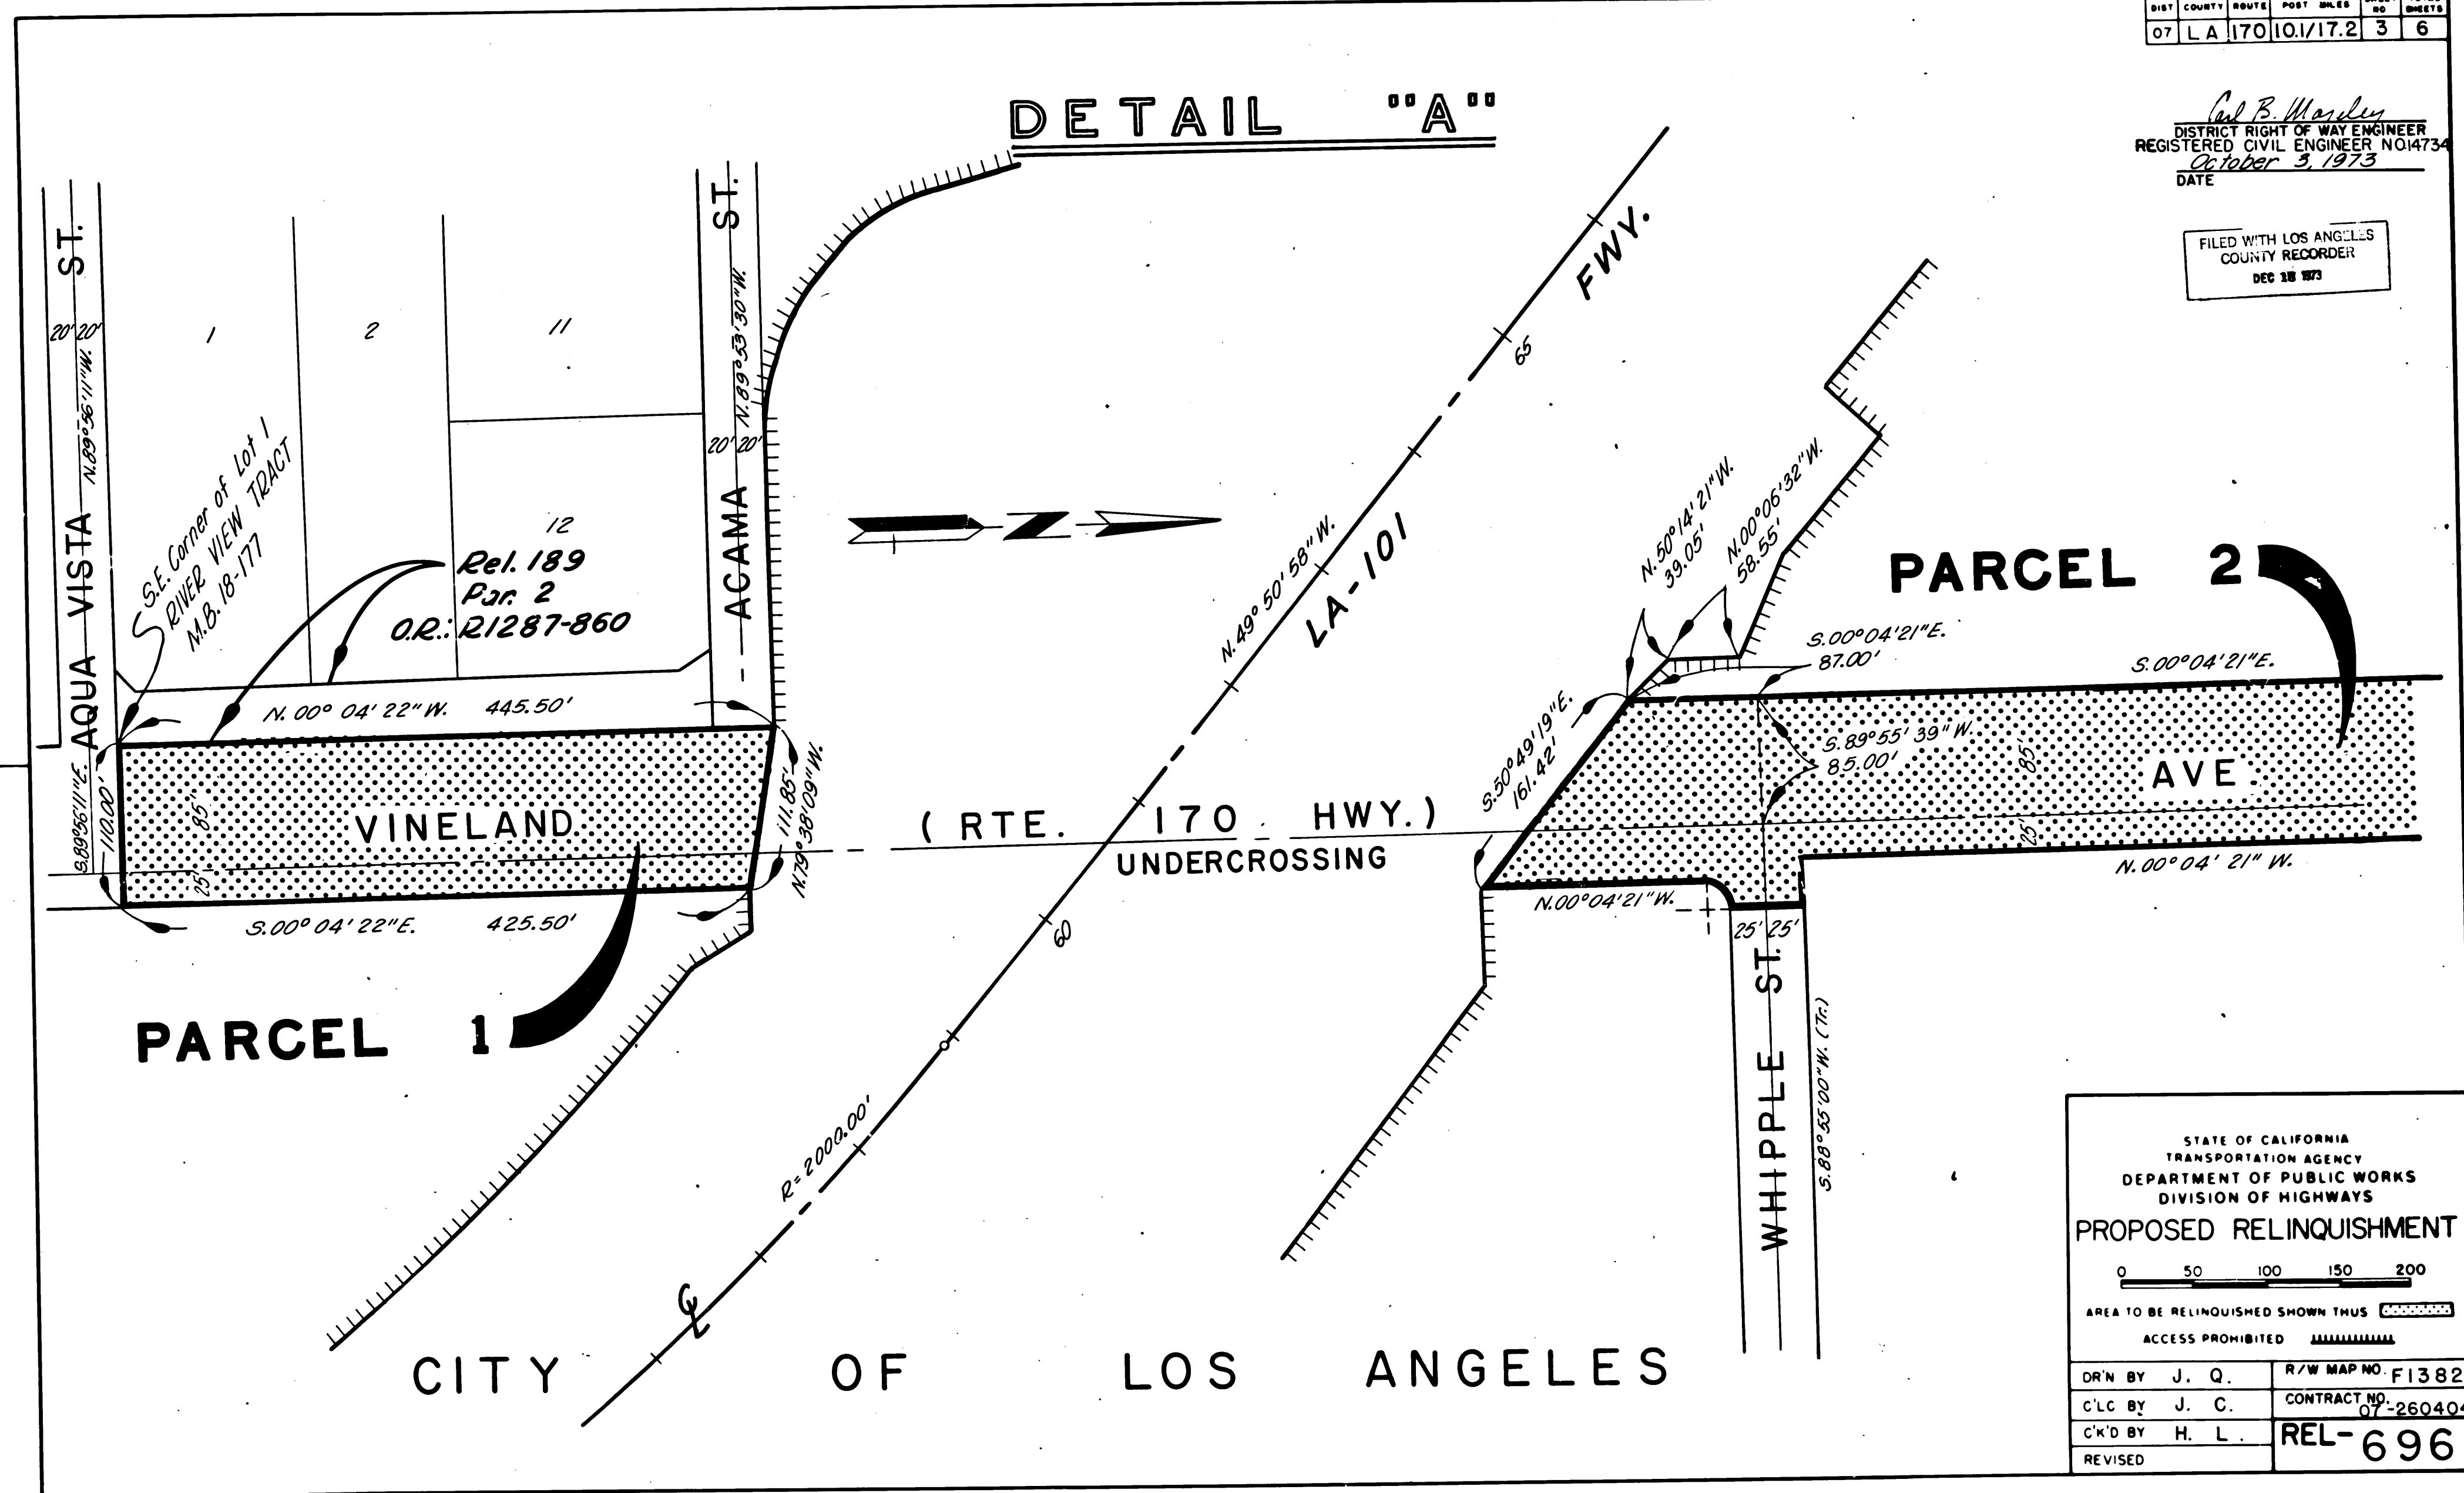 DIST COUNTY ROUTE POST MILES NO SHEETS
07 LA 170 10.1/17.2 3 6
DETAIL "A"
Carl B. Moseley
DISTRICT RIGHT OF WAY ENGINEER
REGISTERED CIVIL ENGINEER NO.14734
October 3, 1973
DATE
FILED WITH LOS ANGELES
COUNTY RECORDER
DEC 18 1973
AQUA VISTA ST.
20' 20'
N.89°56'11"W.
1
2
11
12
S.E. Corner of Lot 1
RIVER VIEW TRACT
M.B. 18-177
Rel. 189
Par. 2
O.R.: R1287-860
ACAMA ST.
N.89°53'30"W.
20' 20'
N
FWY.
65
LA-101
N.49°50'58"W.
N.50°14'21"W.
39.05'
N.00°06'32"W.
58.55'
PARCEL 2
S.00°04'21"E.
87.00'
S.00°04'21"E.
N. 00° 04' 22" W. 445.50'
S.89°56'11"E.
110.00'
85'
25'
VINELAND
111.85'
N.79°38'09"W.
S.00°04'22"E. 425.50'
PARCEL 1
( RTE. 170 HWY.)
UNDERCROSSING
60
S.50°49'19"E.
161.42'
S.89°55'39"W.
85.00'
85'
25'
AVE.
N.00°04'21"W.
N.00°04'21"W.
25' 25'
WHIPPLE ST.
S.88°55'00"W.(Tr.)
R=2000.00'
℄
CITY OF LOS ANGELES
STATE OF CALIFORNIA
TRANSPORTATION AGENCY
DEPARTMENT OF PUBLIC WORKS
DIVISION OF HIGHWAYS
PROPOSED RELINQUISHMENT
0 50 100 150 200
AREA TO BE RELINQUISHED SHOWN THUS
ACCESS PROHIBITED
DR'N BY J. Q.
R/W MAP NO. F1382
C'LC BY J. C.
CONTRACT NO.
07-260404
C'K'D BY H. L.
REL-696
REVISED